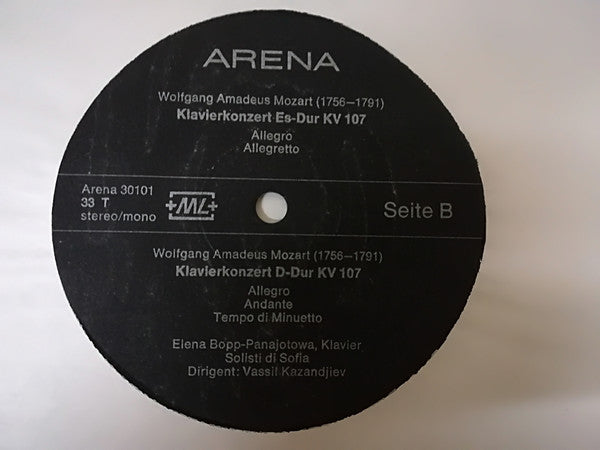 ARENA
Wolfgang Amadeus Mozart (1756—1791)
Klavierkonzert Es-Dur KV 107
Allegro
Allegretto
Arena 30101
33 T
stereo/mono
+ML+
Seite B
Wolfgang Amadeus Mozart (1756—1791)
Klavierkonzert D-Dur KV 107
Allegro
Andante
Tempo di Minuetto
Elena Bopp-Panajotowa, Klavier
Solisti di Sofia
Dirigent: Vassil Kazandjiev